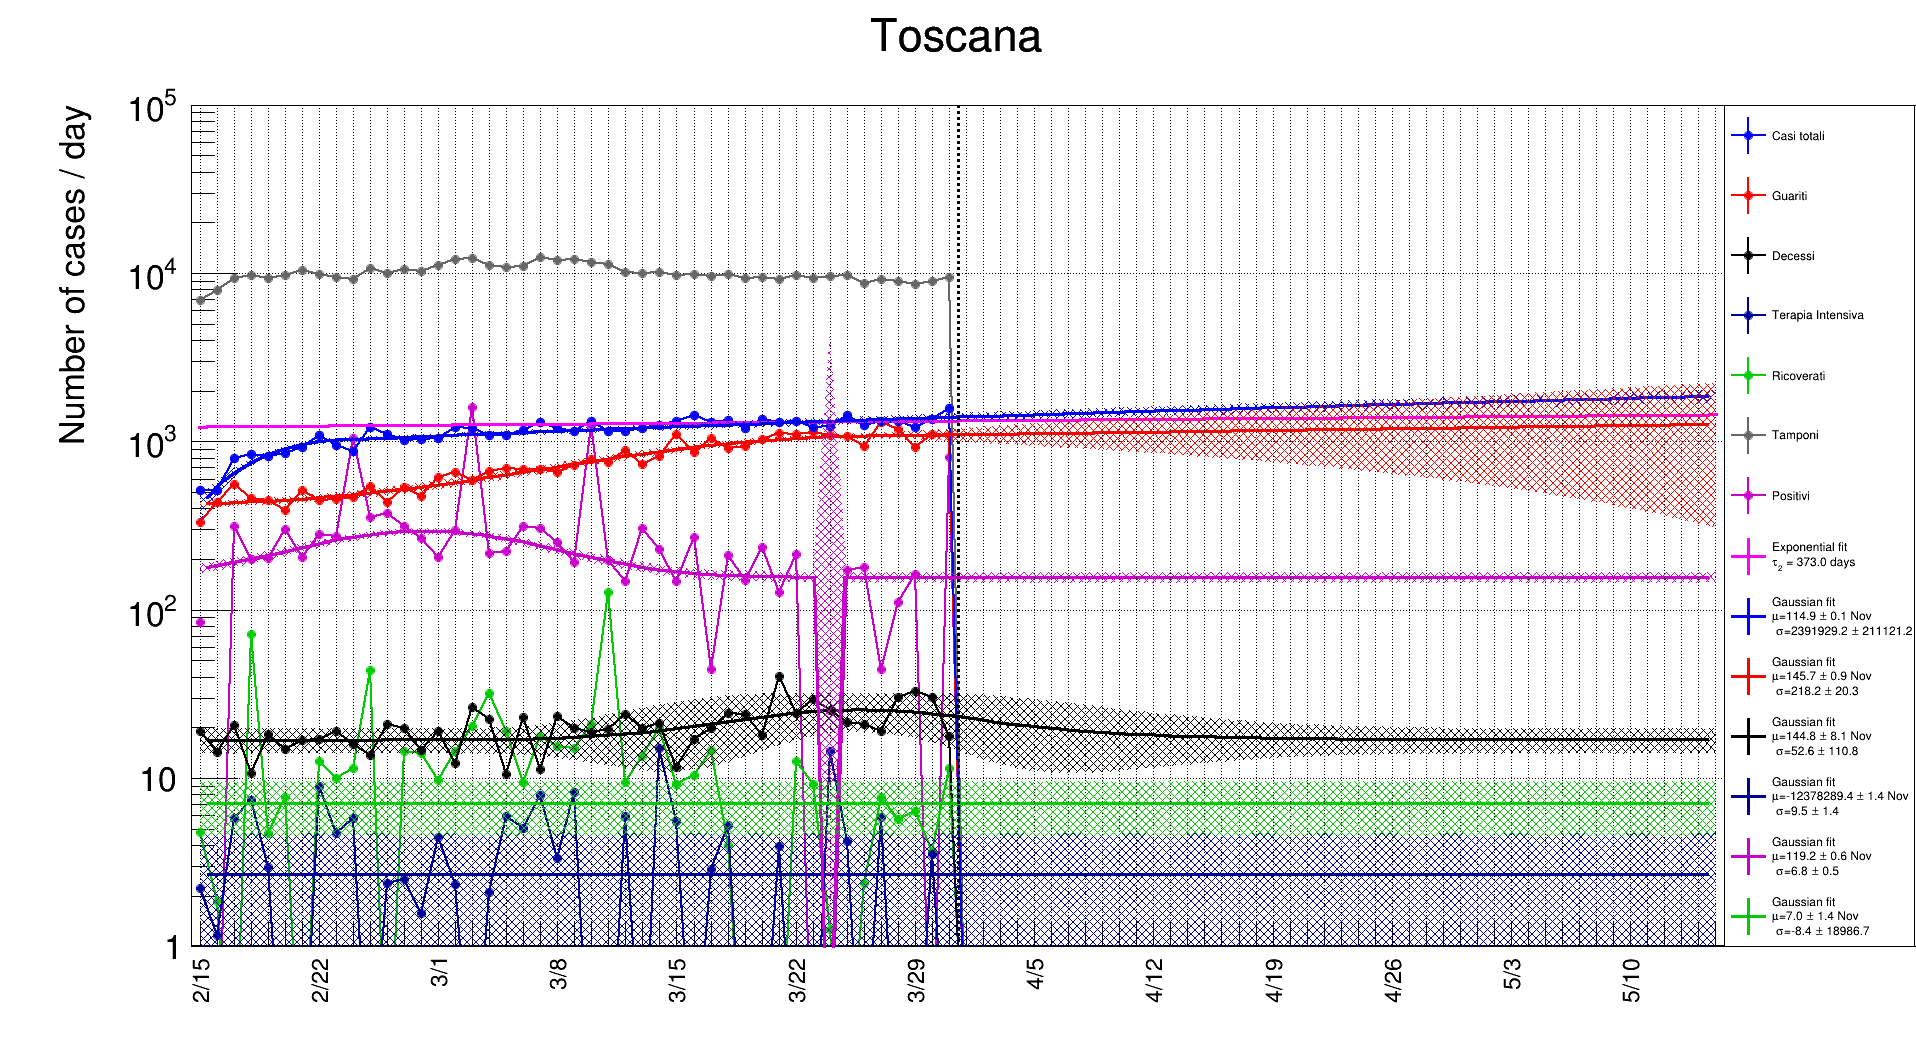 Toscana
Number of cases / day
10^5
10^4
10^3
10^2
10
1
2/15
2/22
3/1
3/8
3/15
3/22
3/29
4/5
4/12
4/19
4/26
5/3
5/10
Casi totali
Guariti
Decessi
Terapia Intensiva
Ricoverati
Tamponi
Positivi
Exponential fit
τ_2 = 373.0 days
Gaussian fit
μ=114.9 ± 0.1 Nov
σ=2391929.2 ± 211121.2
Gaussian fit
μ=145.7 ± 0.9 Nov
σ=218.2 ± 20.3
Gaussian fit
μ=144.8 ± 8.1 Nov
σ=52.6 ± 110.8
Gaussian fit
μ=-12378289.4 ± 1.4 Nov
σ=9.5 ± 1.4
Gaussian fit
μ=119.2 ± 0.6 Nov
σ=6.8 ± 0.5
Gaussian fit
μ=7.0 ± 1.4 Nov
σ=-8.4 ± 18986.7